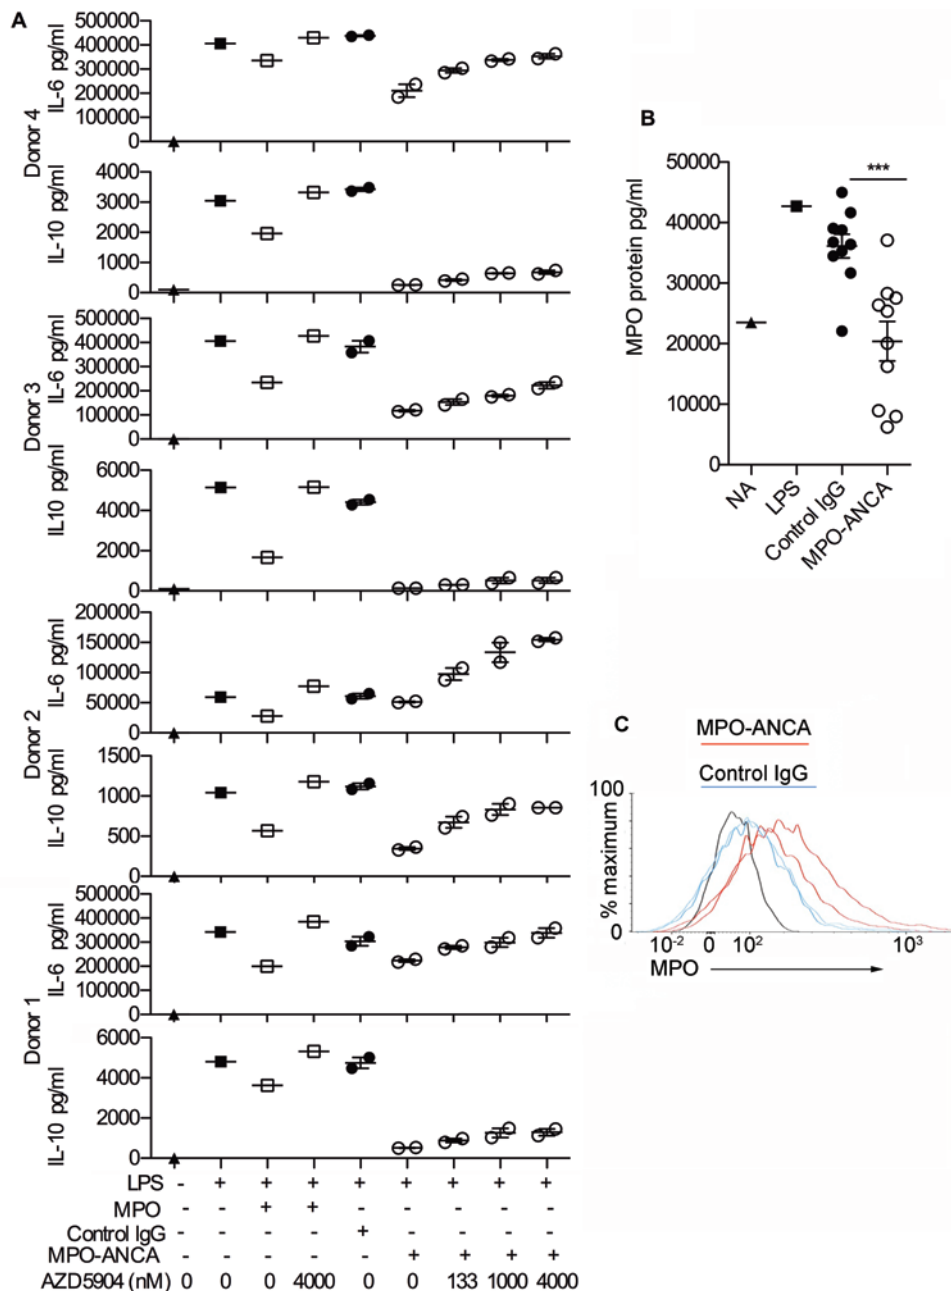 A
Donor 4
IL-6 pg/ml
500000
400000
300000
200000
100000
0
IL-10 pg/ml
4000
3000
2000
1000
0
Donor 3
IL-6 pg/ml
500000
400000
300000
200000
100000
0
IL10 pg/ml
6000
4000
2000
0
Donor 2
IL-6 pg/ml
200000
150000
100000
50000
0
IL-10 pg/ml
1500
1000
500
0
Donor 1
IL-6 pg/ml
500000
400000
300000
200000
100000
0
IL-10 pg/ml
6000
4000
2000
0
LPS - + + + + + + + +
MPO - - + + - - - - -
Control IgG - - - - + - - - -
MPO-ANCA - - - - - + + + +
AZD5904 (nM) 0 0 0 4000 0 0 133 1000 4000
B
MPO protein pg/ml
50000
40000
30000
20000
10000
0
***
NA
LPS
Control IgG
MPO-ANCA
C
MPO-ANCA
Control IgG
% maximum
100
0
10-2 0 102 103
MPO